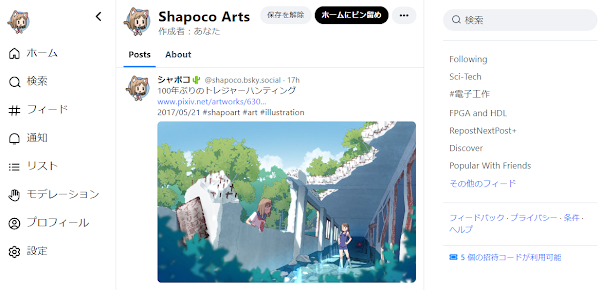 ホーム
検索
フィード
通知
リスト
モデレーション
プロフィール
設定
Shapoco Arts
作成者：あなた
保存を解除
ホームにピン留め
Posts About
シャポコ🌵 @shapoco.bsky.social · 17h
100年ぶりのトレジャーハンティング
www.pixiv.net/artworks/630...
2017/05/21 #shapoart #art #illustration
検索
Following
Sci-Tech
#電子工作
FPGA and HDL
RepostNextPost+
Discover
Popular With Friends
その他のフィード
フィードバック · プライバシー · 条件 ·
ヘルプ
5 個の招待コードが利用可能